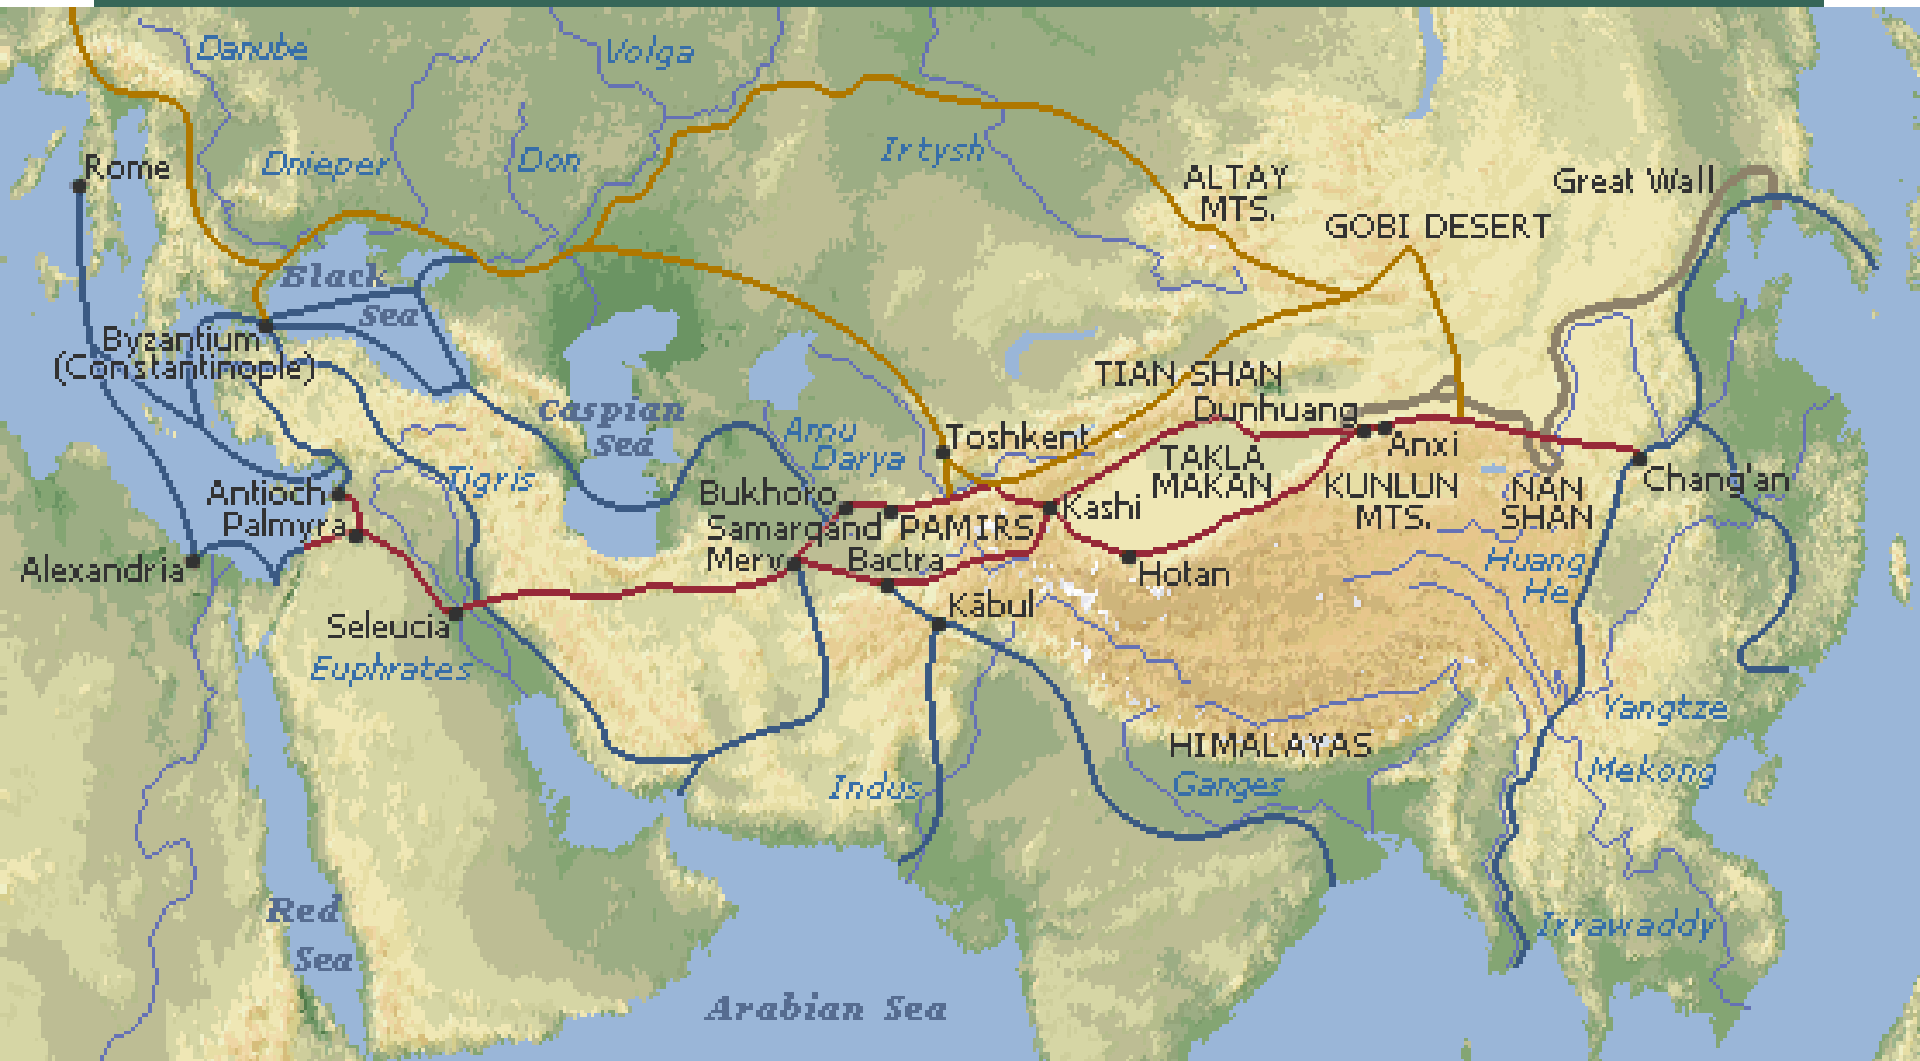 Danube
Volga
Rome
Dnieper
Don
Irtysh
ALTAY
MTS.
Great Wall
GOBI DESERT
Black
Sea
Byzantium
(Constantinople)
TIAN SHAN
Caspian
Sea
Dunhuang
Anxi
Amu
Darya
Toshkent
TAKLA
MAKAN
KUNLUN
MTS.
NAN
SHAN
Chang'an
Tigris
Antioch
Palmyra
Bukhoro
Samarqand
PAMIRS
Kashi
Alexandria
Merv
Bactra
Hotan
Huang
He
Seleucia
Kābul
Euphrates
Yangtze
HIMALAYAS
Indus
Ganges
Mekong
Red
Sea
Irrawaddy
Arabian Sea